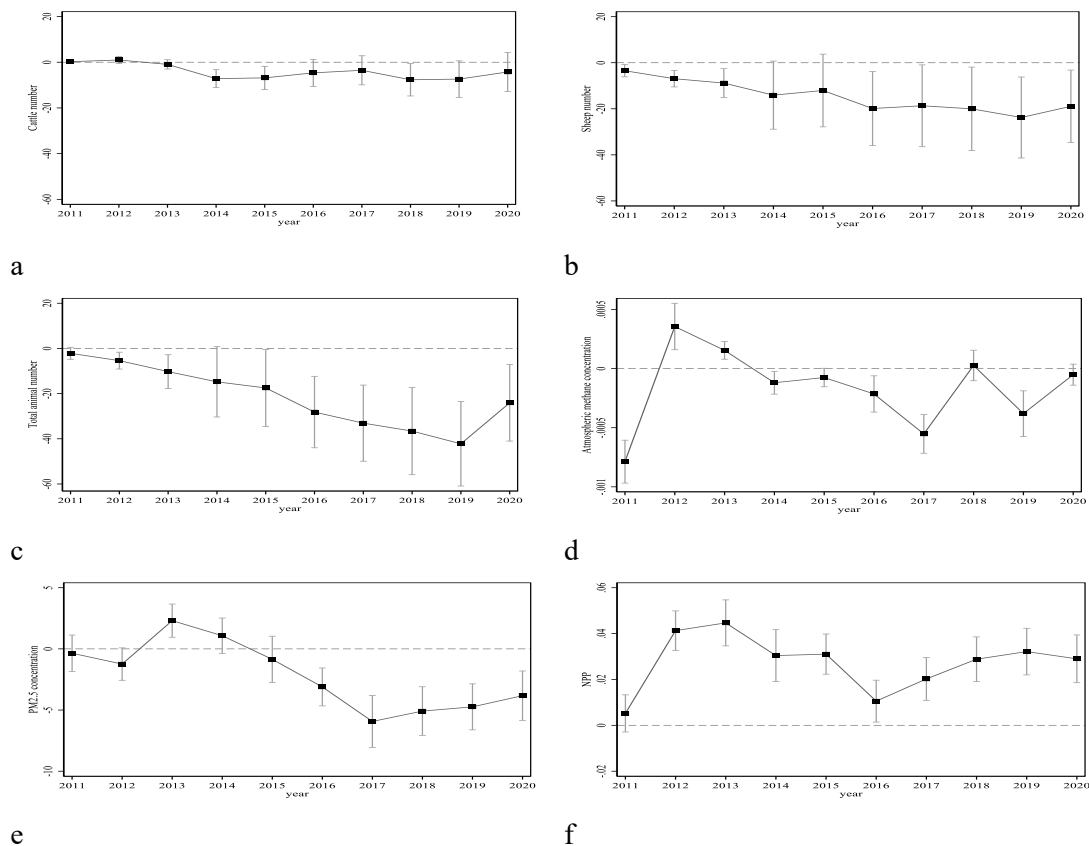 20
0
-20
-40
-60
Cattle number
2011 2012 2013 2014 2015 2016 2017 2018 2019 2020
year
a
20
0
-20
-40
-60
Sheep number
2011 2012 2013 2014 2015 2016 2017 2018 2019 2020
year
b
20
0
-20
-40
-60
Total animal number
2011 2012 2013 2014 2015 2016 2017 2018 2019 2020
year
c
.0005
0
-.0005
-.001
Atmospheric methane concentration
2011 2012 2013 2014 2015 2016 2017 2018 2019 2020
year
d
5
0
-5
-10
PM2.5 concentration
2011 2012 2013 2014 2015 2016 2017 2018 2019 2020
year
e
.06
.04
.02
0
-.02
NPP
2011 2012 2013 2014 2015 2016 2017 2018 2019 2020
year
f